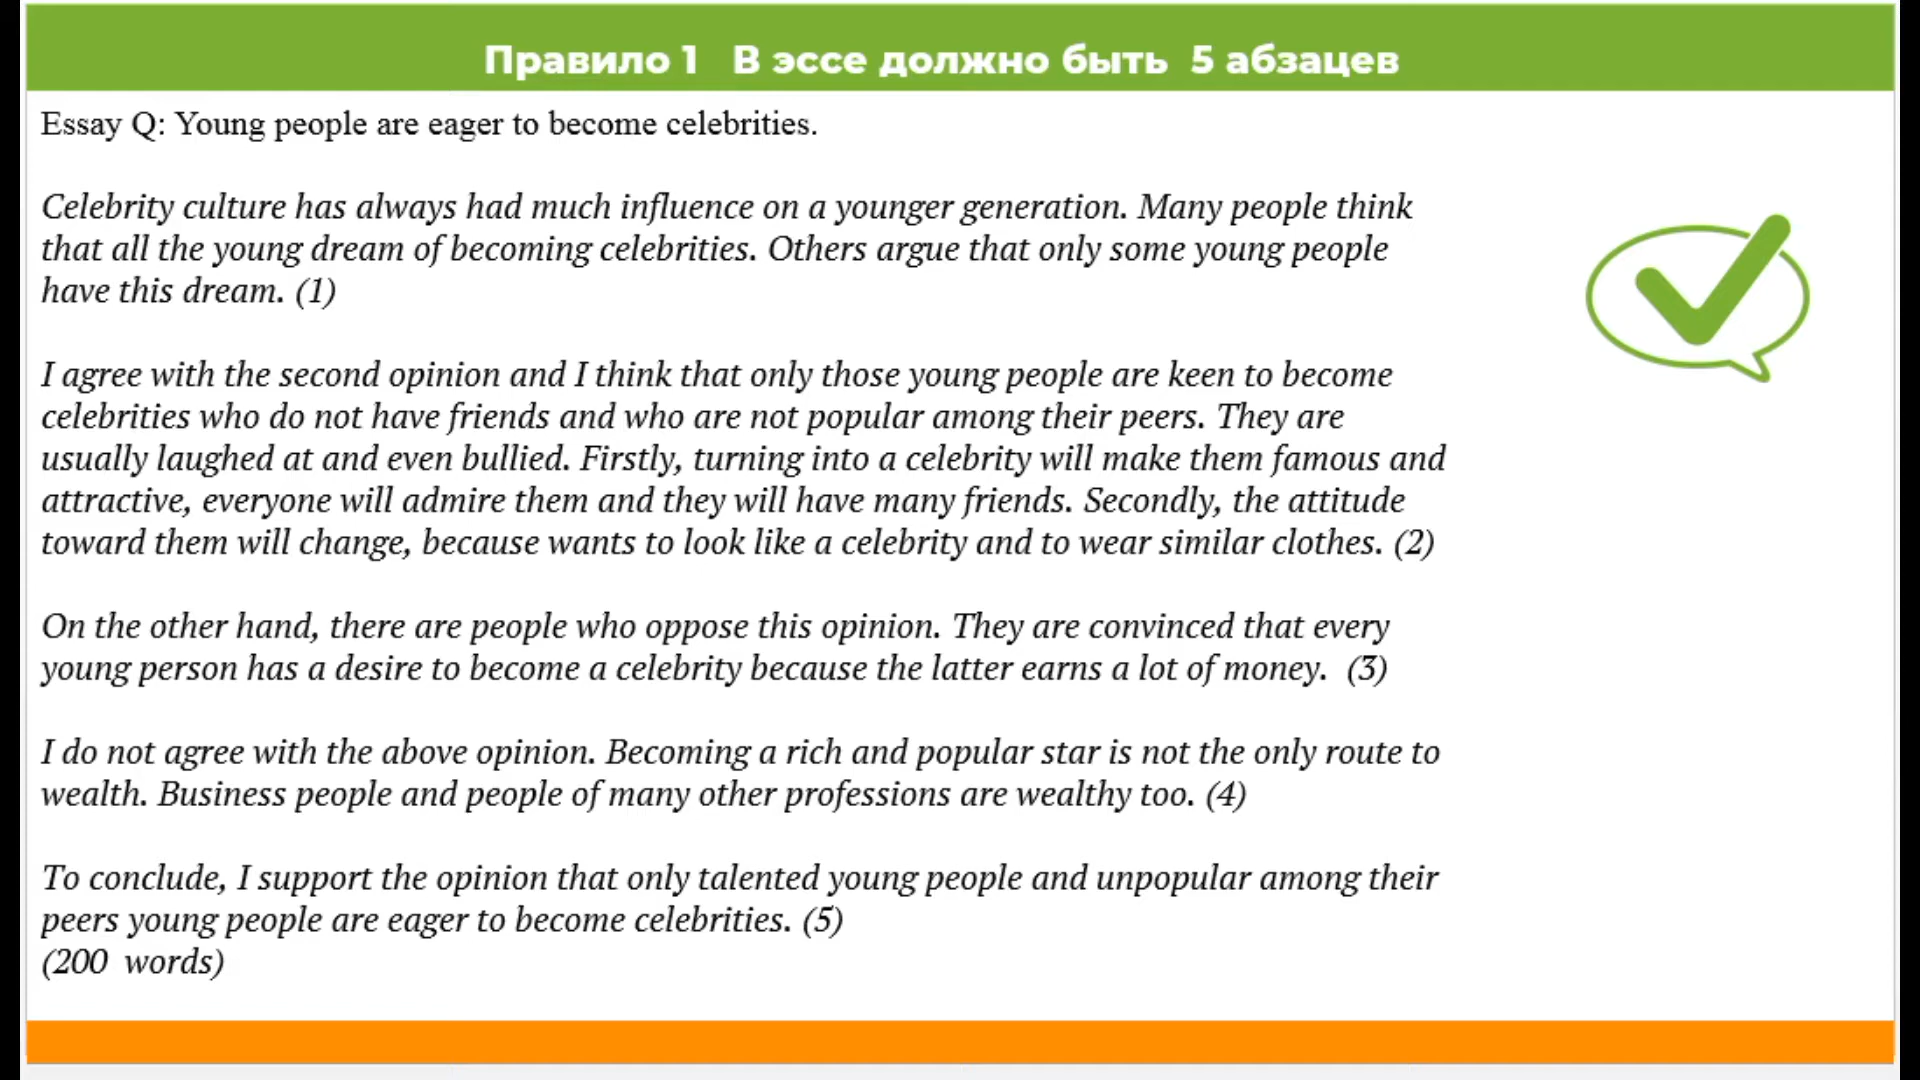 Правило 1 В эссе должно быть 5 абзацев
Essay Q: Young people are eager to become celebrities.
Celebrity culture has always had much influence on a younger generation. Many people think
that all the young dream of becoming celebrities. Others argue that only some young people
have this dream. (1)
I agree with the second opinion and I think that only those young people are keen to become
celebrities who do not have friends and who are not popular among their peers. They are
usually laughed at and even bullied. Firstly, turning into a celebrity will make them famous and
attractive, everyone will admire them and they will have many friends. Secondly, the attitude
toward them will change, because wants to look like a celebrity and to wear similar clothes. (2)
On the other hand, there are people who oppose this opinion. They are convinced that every
young person has a desire to become a celebrity because the latter earns a lot of money. (3)
I do not agree with the above opinion. Becoming a rich and popular star is not the only route to
wealth. Business people and people of many other professions are wealthy too. (4)
To conclude, I support the opinion that only talented young people and unpopular among their
peers young people are eager to become celebrities. (5)
(200 words)